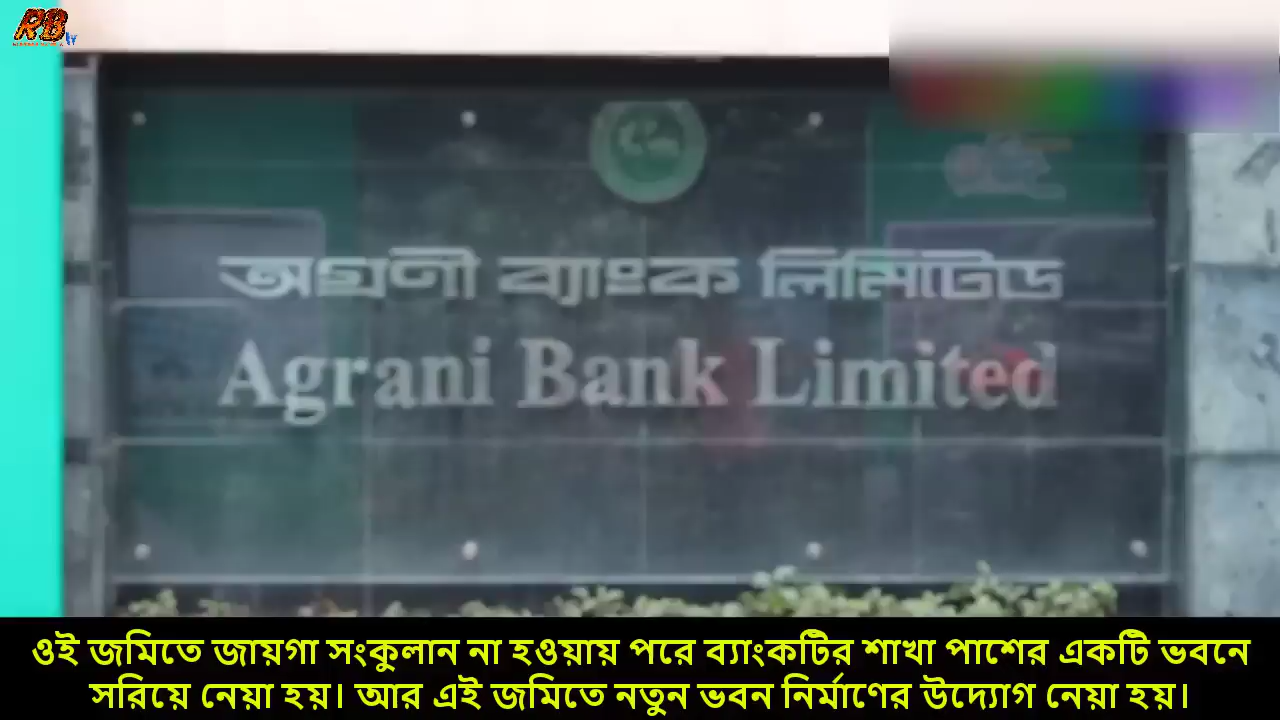 RB
tv
অগ্রণী ব্যাংক লিমিটেড
Agrani Bank Limited
ওই জমিতে জায়গা সংকুলান না হওয়ায় পরে ব্যাংকটির শাখা পাশের একটি ভবনে
সরিয়ে নেয়া হয়। আর এই জমিতে নতুন ভবন নির্মাণের উদ্যোগ নেয়া হয়।